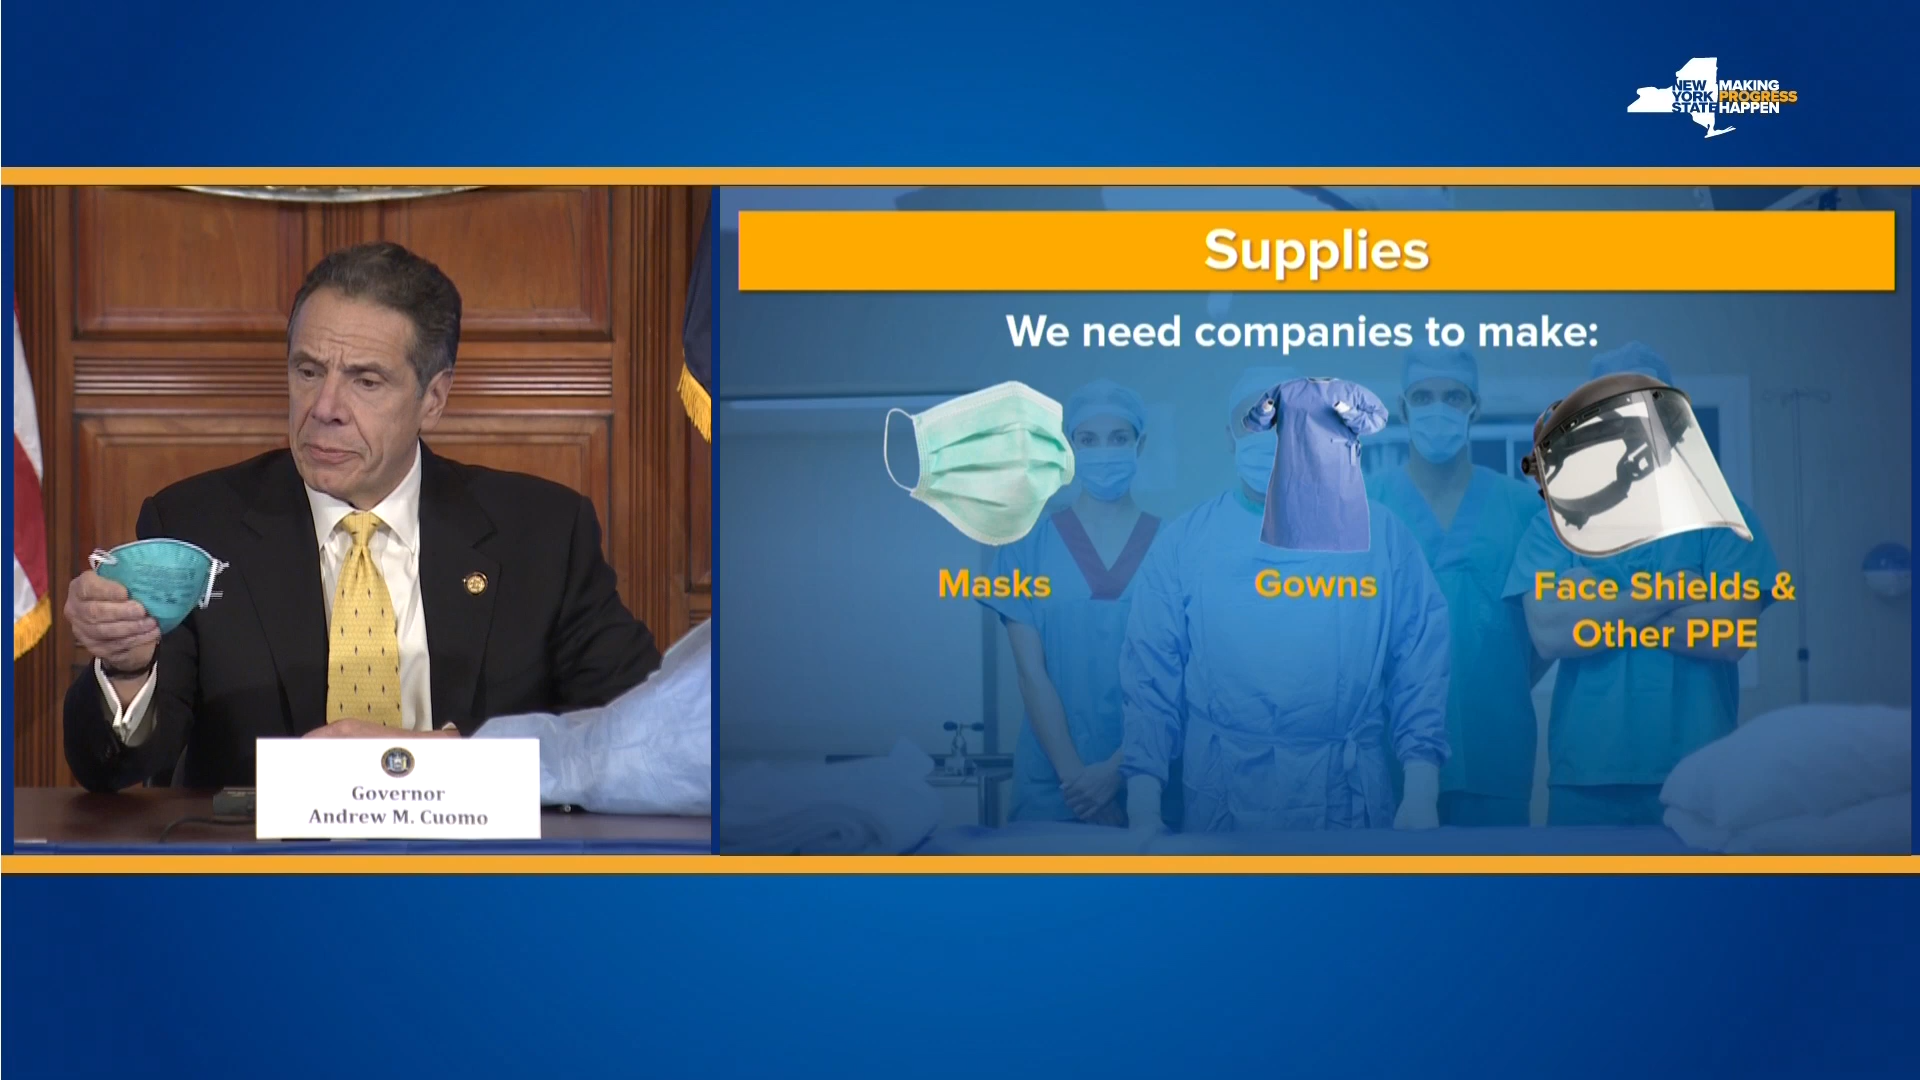 NEW
YORK
STATE
MAKING
PROGRESS
HAPPEN
Supplies
We need companies to make:
Masks
Gowns
Face Shields &
Other PPE
Governor
Andrew M. Cuomo